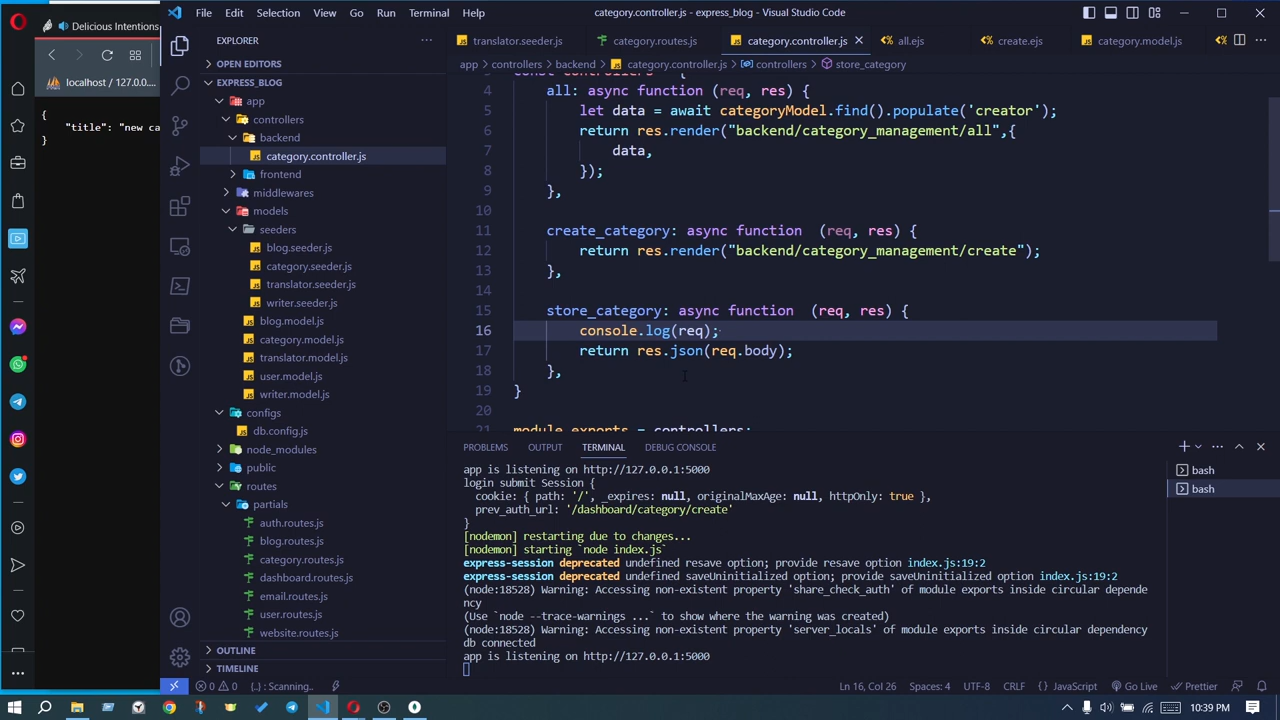 Delicious Intentions
File Edit Selection View Go Run Terminal Help
category.controller.js - express_blog - Visual Studio Code
localhost / 127.0.0....
{
"title": "new ca
}
EXPLORER
OPEN EDITORS
EXPRESS_BLOG
app
controllers
backend
category.controller.js
frontend
middlewares
models
seeders
blog.seeder.js
category.seeder.js
translator.seeder.js
writer.seeder.js
blog.model.js
category.model.js
translator.model.js
user.model.js
writer.model.js
configs
db.config.js
node_modules
public
routes
partials
auth.routes.js
blog.routes.js
category.routes.js
dashboard.routes.js
email.routes.js
user.routes.js
website.routes.js
OUTLINE
TIMELINE
translator.seeder.js category.routes.js category.controller.js all.ejs create.ejs category.model.js
app > controllers > backend > category.controller.js > controllers > store_category
4 all: async function (req, res) {
5 let data = await categoryModel.find().populate('creator');
6 return res.render("backend/category_management/all",{
7 data,
8 });
9 },
10
11 create_category: async function (req, res) {
12 return res.render("backend/category_management/create");
13 },
14
15 store_category: async function (req, res) {
16 console.log(req);
17 return res.json(req.body);
18 },
19 }
20
21 module.exports = controllers;
PROBLEMS OUTPUT TERMINAL DEBUG CONSOLE
app is listening on http://127.0.0.1:5000
login submit Session {
cookie: { path: '/', _expires: null, originalMaxAge: null, httpOnly: true },
prev_auth_url: '/dashboard/category/create'
}
[nodemon] restarting due to changes...
[nodemon] starting `node index.js`
express-session deprecated undefined resave option; provide resave option index.js:19:2
express-session deprecated undefined saveUninitialized option; provide saveUninitialized option index.js:19:2
(node:18528) Warning: Accessing non-existent property 'share_check_auth' of module exports inside circular depende
ncy
(Use `node --trace-warnings ...` to show where the warning was created)
(node:18528) Warning: Accessing non-existent property 'server_locals' of module exports inside circular dependency
db connected
app is listening on http://127.0.0.1:5000
bash
bash
0 0 {..} : Scanning.. Ln 16, Col 26 Spaces: 4 UTF-8 CRLF JavaScript Go Live Prettier
10:39 PM